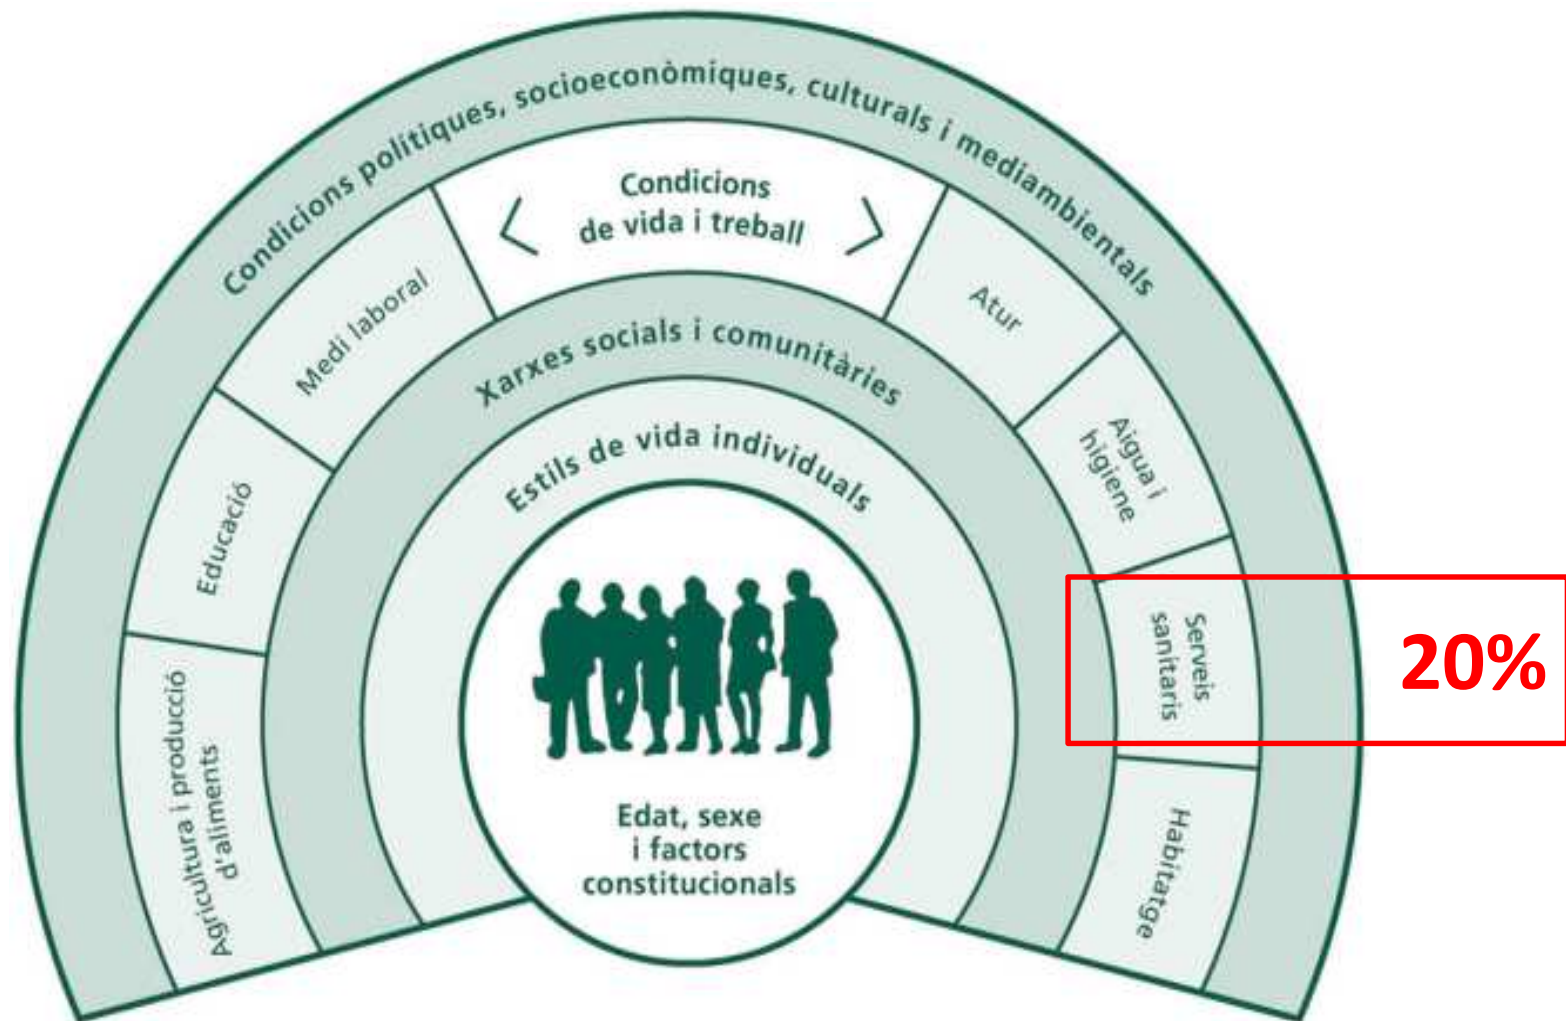 Condicions polítiques, socioeconòmiques, culturals i mediambientals
Condicions
de vida i treball
Agricultura i producció
d'aliments
Educació
Medi laboral
Atur
Aigua i
higiene
Serveis
sanitaris
20%
Habitatge
Xarxes socials i comunitàries
Estils de vida individuals
Edat, sexe
i factors
constitucionals